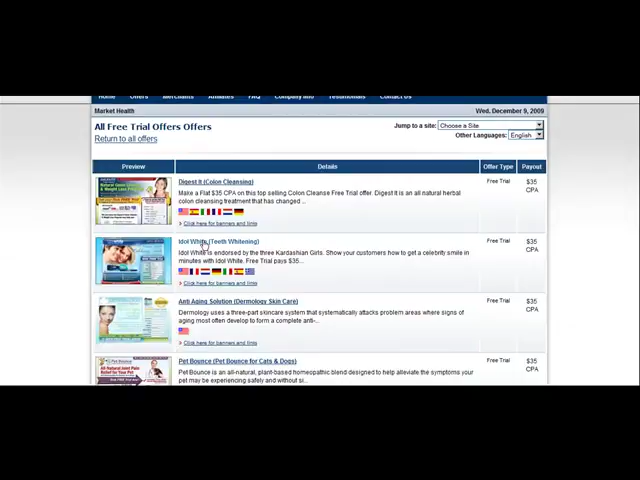 Home Offers Merchants Affiliates FAQ Company Info Testimonials Contact Us
Market Health Wed. December 9, 2009
All Free Trial Offers Offers
Jump to a site: Choose a Site
Return to all offers
Other Languages: English
Preview Details Offer Type Payout
Digest It (Colon Cleansing) Free Trial $35
CPA
Make a Flat $35 CPA on this top selling Colon Cleanse Free Trial offer. Digest It is an all natural herbal
colon cleansing treatment that has changed ...
Click here for banners and links
Idol White (Teeth Whitening) Free Trial $35
CPA
Idol White is endorsed by the three Kardashian Girls. Show your customers how to get a celebrity smile in
minutes with Idol White. Free Trial pays $35...
Click here for banners and links
Anti Aging Solution (Dermology Skin Care) Free Trial $35
CPA
Dermology uses a three-part skincare system that systematically attacks problem areas where signs of
aging most often develop to form a complete anti-...
Click here for banners and links
Pet Bounce (Pet Bounce for Cats & Dogs) Free Trial $35
CPA
Pet Bounce is an all-natural, plant-based homeopathic blend designed to help alleviate the symptoms your
pet may be experiencing safely and without si...